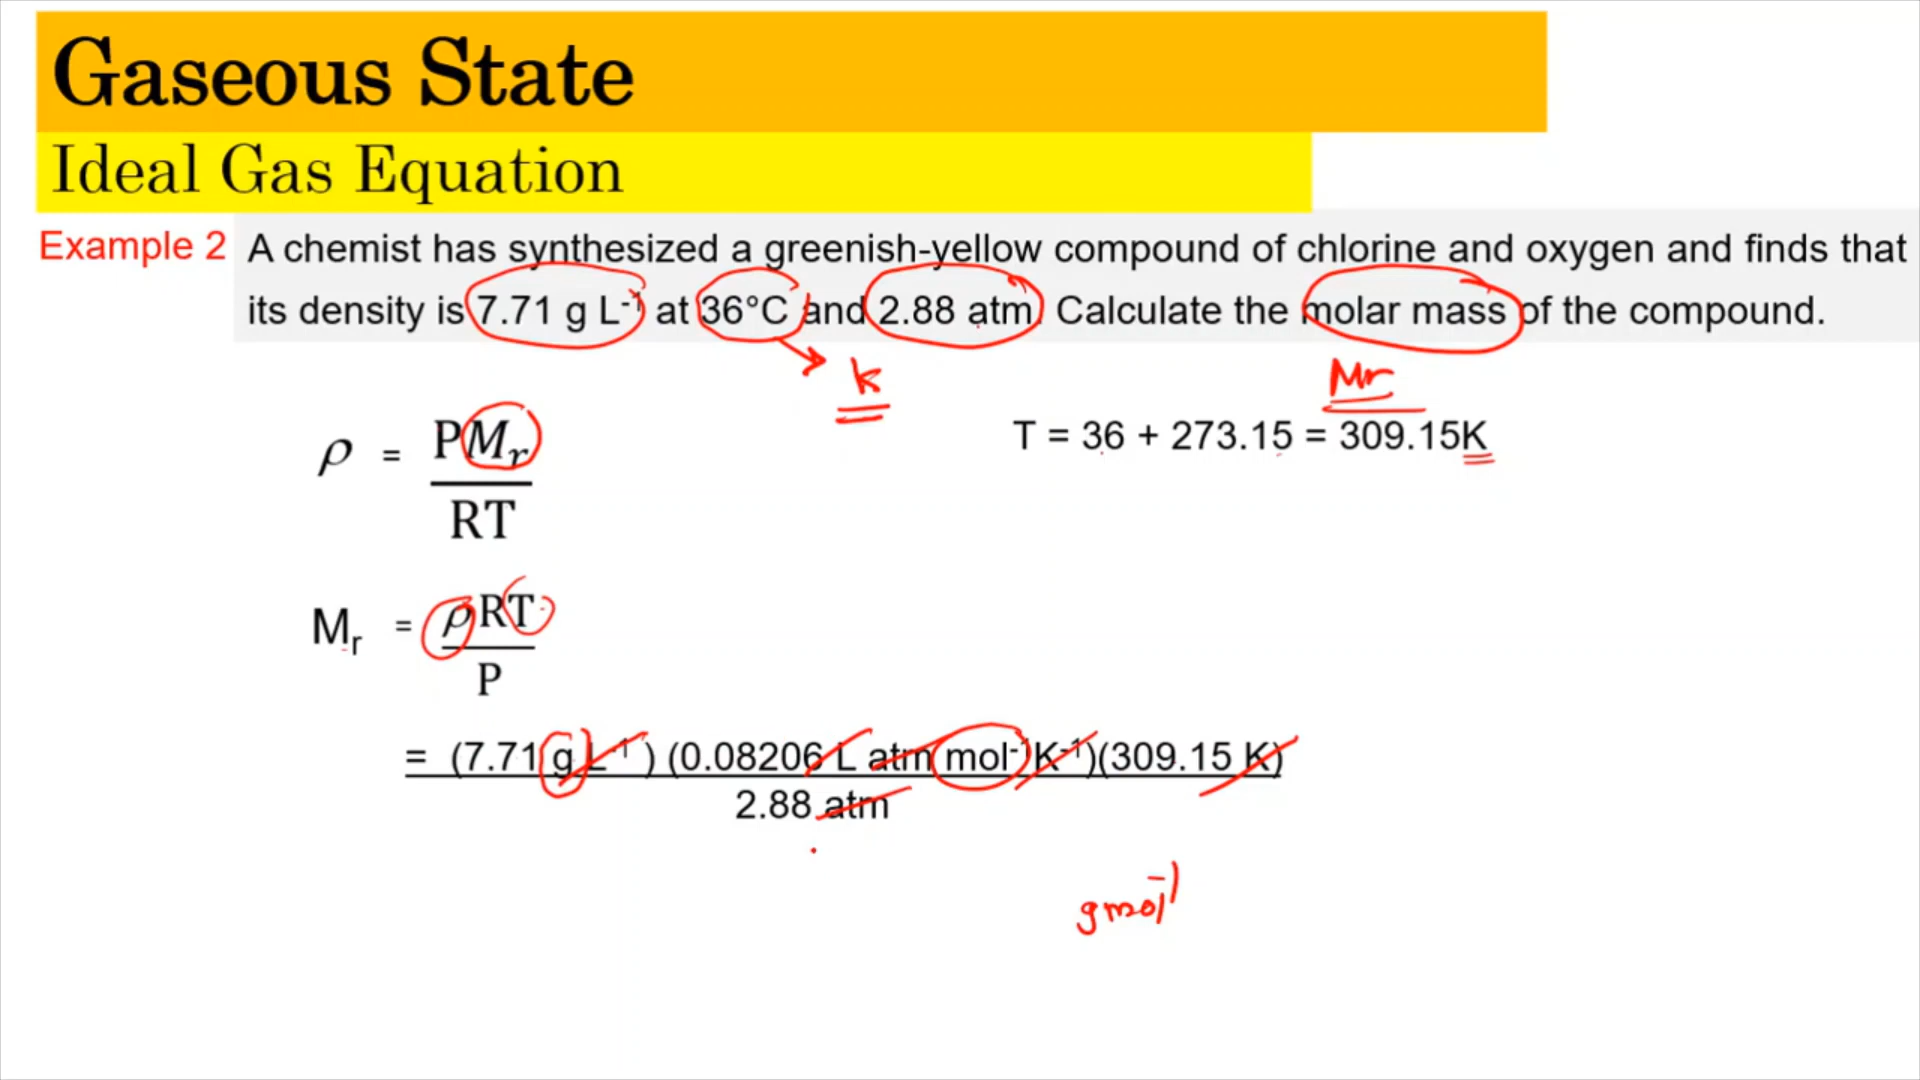 Gaseous State
Ideal Gas Equation
Example 2 A chemist has synthesized a greenish-yellow compound of chlorine and oxygen and finds that
its density is 7.71 g L⁻¹ at 36°C and 2.88 atm. Calculate the molar mass of the compound.
K
Mr
ρ = PMᵣ
RT
T = 36 + 273.15 = 309.15K
Mᵣ = ρRT
P
= (7.71 g L⁻¹ ) (0.08206 L atm mol⁻¹K⁻¹)(309.15 K)
2.88 atm
gmol⁻¹